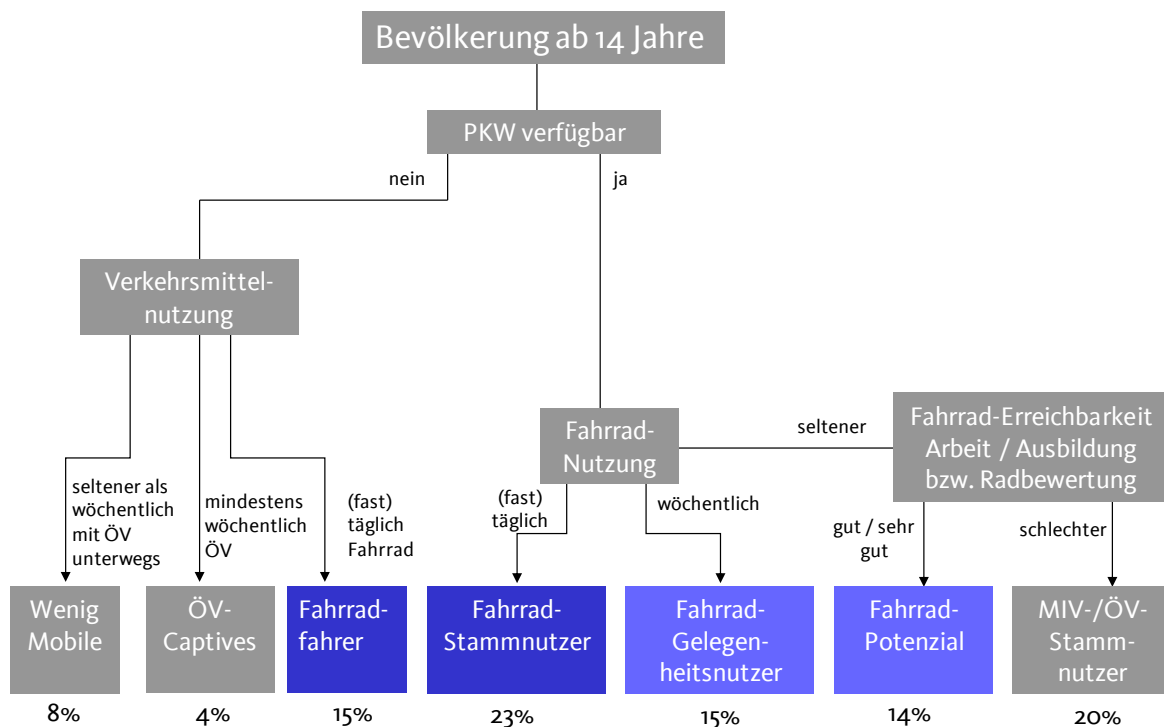 Bevölkerung ab 14 Jahre
PKW verfügbar
nein
ja
Verkehrsmittel-
nutzung
Fahrrad-
Nutzung
seltener
Fahrrad-Erreichbarkeit
Arbeit / Ausbildung
bzw. Radbewertung
seltener als
wöchentlich
mit ÖV
unterwegs
mindestens
wöchentlich
ÖV
(fast)
täglich
Fahrrad
(fast)
täglich
wöchentlich
gut / sehr
gut
schlechter
Wenig
Mobile
ÖV-
Captives
Fahrrad-
fahrer
Fahrrad-
Stammnutzer
Fahrrad-
Gelegen-
heitsnutzer
Fahrrad-
Potenzial
MIV-/ÖV-
Stamm-
nutzer
8%
4%
15%
23%
15%
14%
20%